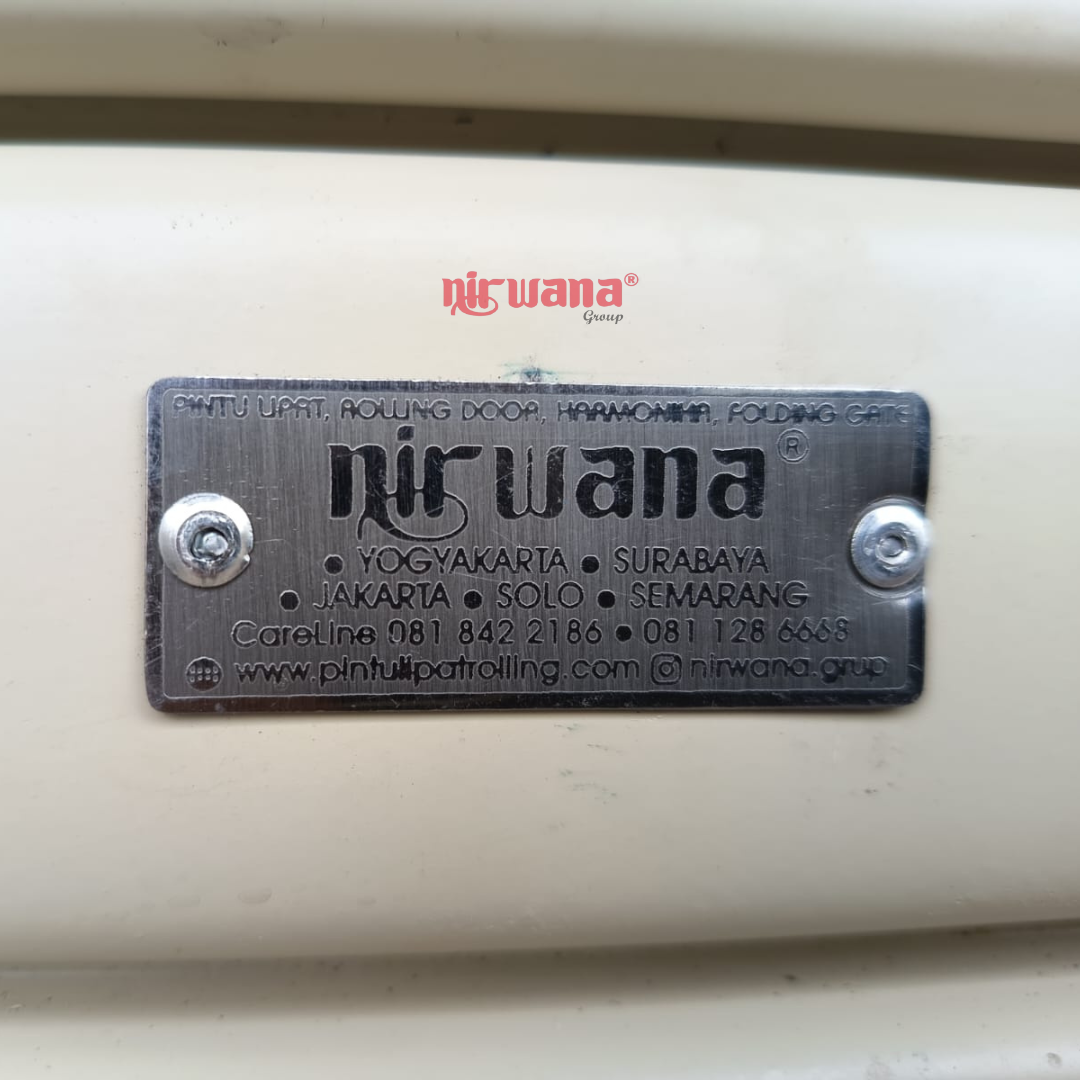 nirwana®
Group
PINTU LIPAT, ROLLING DOOR, HARMONIKA, FOLDING GATE
nirwana®
• YOGYAKARTA • SURABAYA
• JAKARTA • SOLO • SEMARANG
CareLine 081 842 2186 • 081 128 6668
www.pintulipatrolling.com nirwana.grup